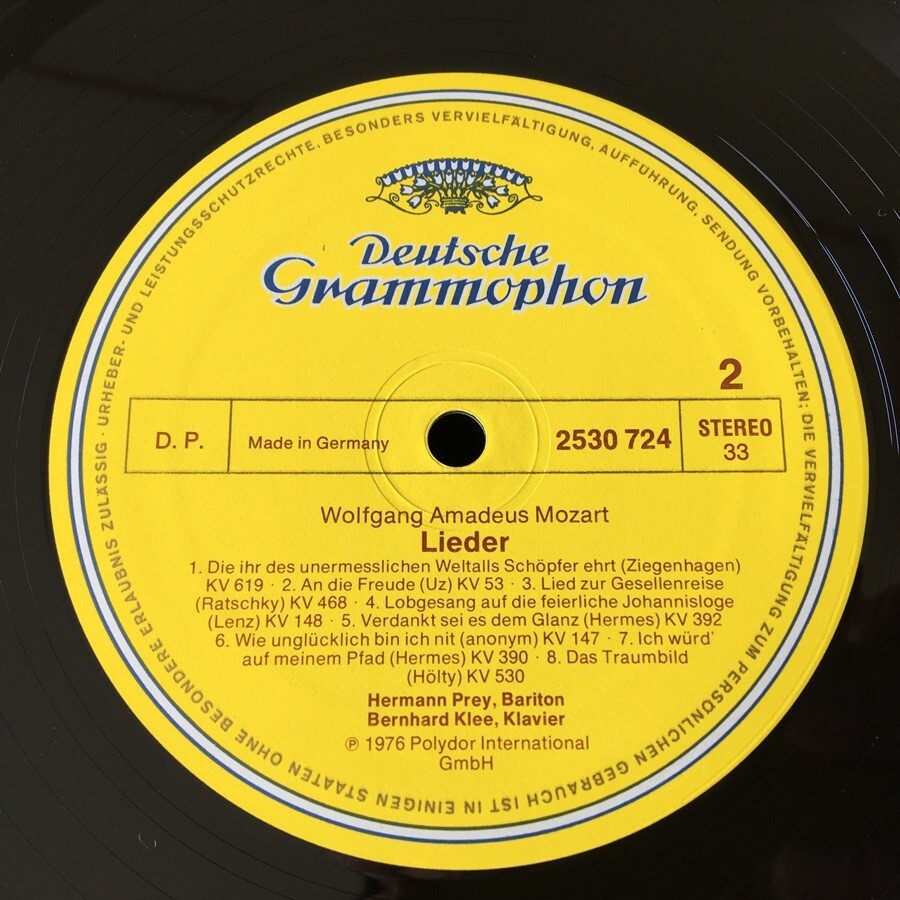 Deutsche
Grammophon
2
D. P.
Made in Germany
2530 724
STEREO
33
Wolfgang Amadeus Mozart
Lieder
1. Die ihr des unermesslichen Weltalls Schöpfer ehrt (Ziegenhagen)
KV 619 · 2. An die Freude (Uz) KV 53 · 3. Lied zur Gesellenreise
(Ratschky) KV 468 · 4. Lobgesang auf die feierliche Johannisloge
(Lenz) KV 148 · 5. Verdankt sei es dem Glanz (Hermes) KV 392
6. Wie unglücklich bin ich nit (anonym) KV 147 · 7. Ich würd'
auf meinem Pfad (Hermes) KV 390 · 8. Das Traumbild
(Hölty) KV 530
Hermann Prey, Bariton
Bernhard Klee, Klavier
℗ 1976 Polydor International
GmbH
URHEBER- UND LEISTUNGSSCHUTZRECHTE, BESONDERS VERVIELFÄLTIGUNG, AUFFÜHRUNG, SENDUNG VORBEHALTEN; DIE VERVIELFÄLTIGUNG ZUM PERSÖNLICHEN GEBRAUCH IST IN EINIGEN STAATEN OHNE BESONDERE ERLAUBNIS ZULÄSSIG ·